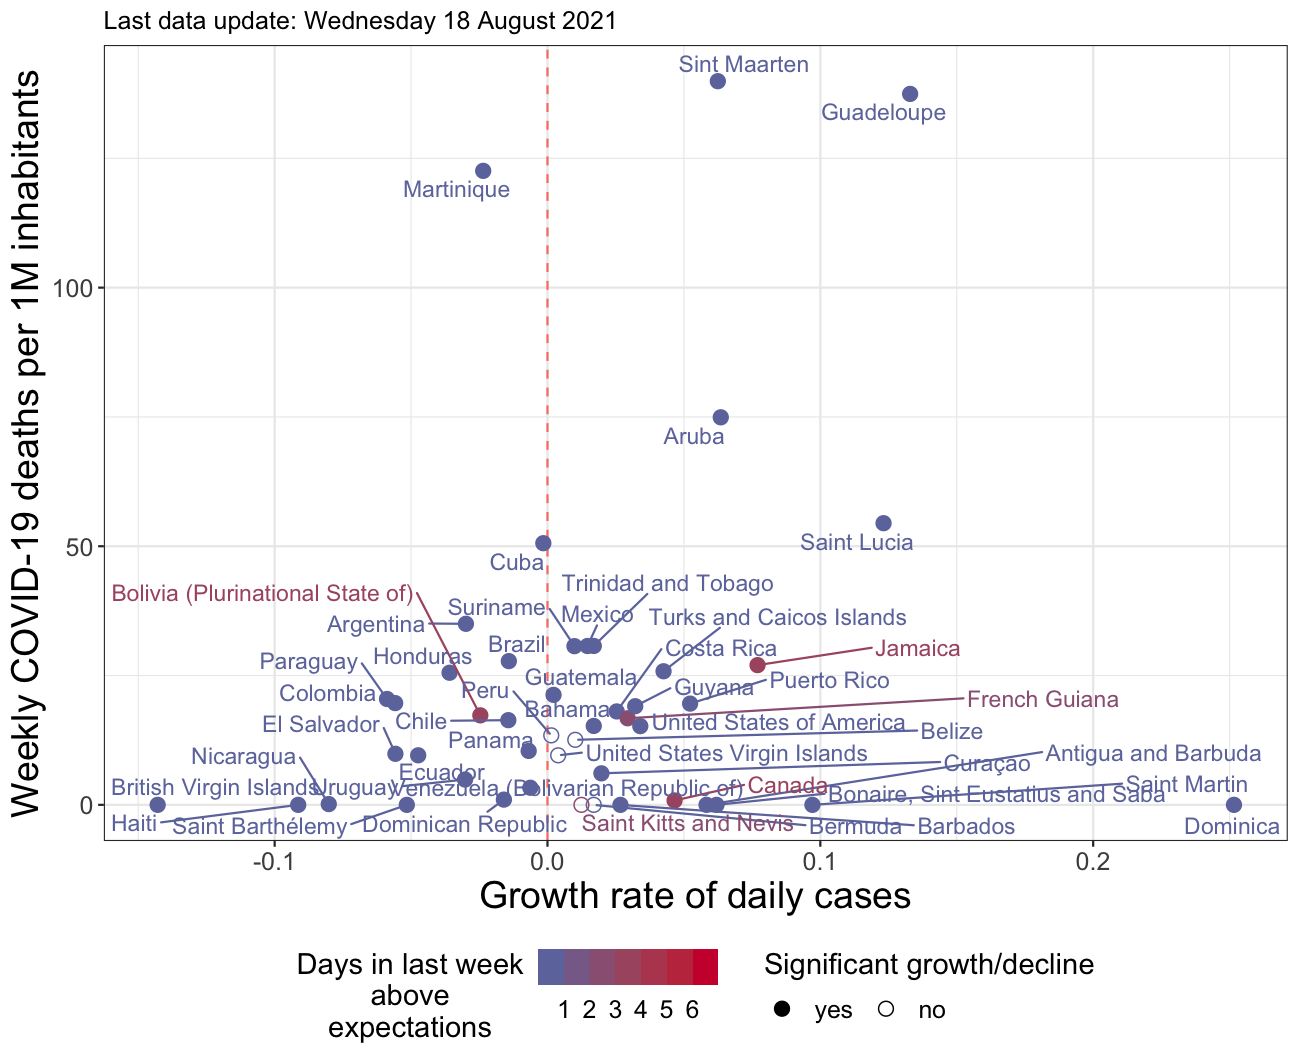 Last data update: Wednesday 18 August 2021
Weekly COVID-19 deaths per 1M inhabitants
Sint Maarten
Guadeloupe
Martinique
100
Aruba
Saint Lucia
50
Cuba
Trinidad and Tobago
Bolivia (Plurinational State of)
Suriname
Mexico
Turks and Caicos Islands
Argentina
Brazil
Costa Rica
Jamaica
Paraguay
Honduras
Guatemala
Puerto Rico
Colombia
Peru
Guyana
French Guiana
Bahamas
El Salvador
Chile
United States of America
Belize
Panama
Nicaragua
United States Virgin Islands
Curaçao
Antigua and Barbuda
Ecuador
British Virgin Islands
Uruguay
Venezuela (Bolivarian Republic of)
Canada
Bonaire, Sint Eustatius and Saba
Saint Martin
0
Haiti
Saint Barthélemy
Dominican Republic
Saint Kitts and Nevis
Bermuda
Barbados
Dominica
-0.1 0.0 0.1 0.2
Growth rate of daily cases
Days in last week
above
expectations
1 2 3 4 5 6
Significant growth/decline
yes no